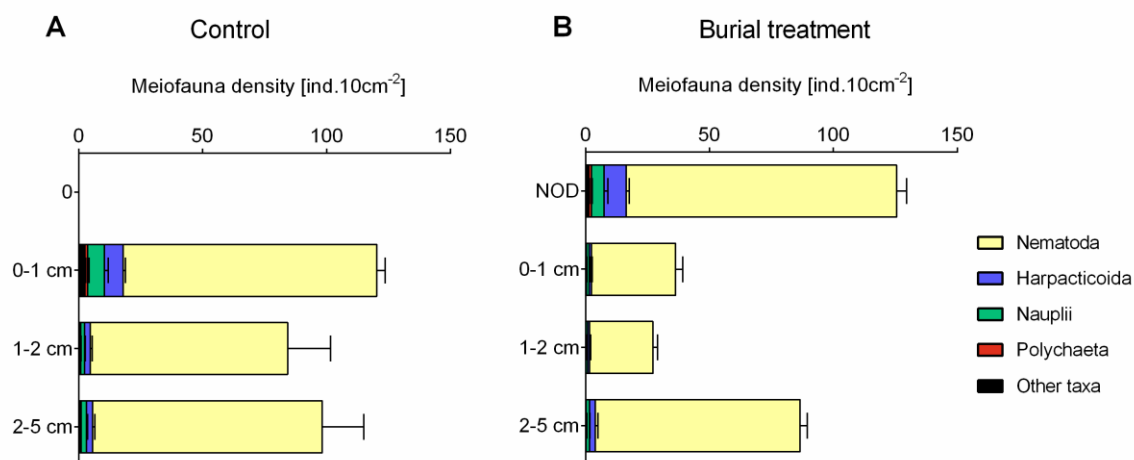 A Control
Meiofauna density [ind.10cm⁻²]
0 50 100 150
0
0-1 cm
1-2 cm
2-5 cm
B Burial treatment
Meiofauna density [ind.10cm⁻²]
0 50 100 150
NOD
0-1 cm
1-2 cm
2-5 cm
Nematoda
Harpacticoida
Nauplii
Polychaeta
Other taxa